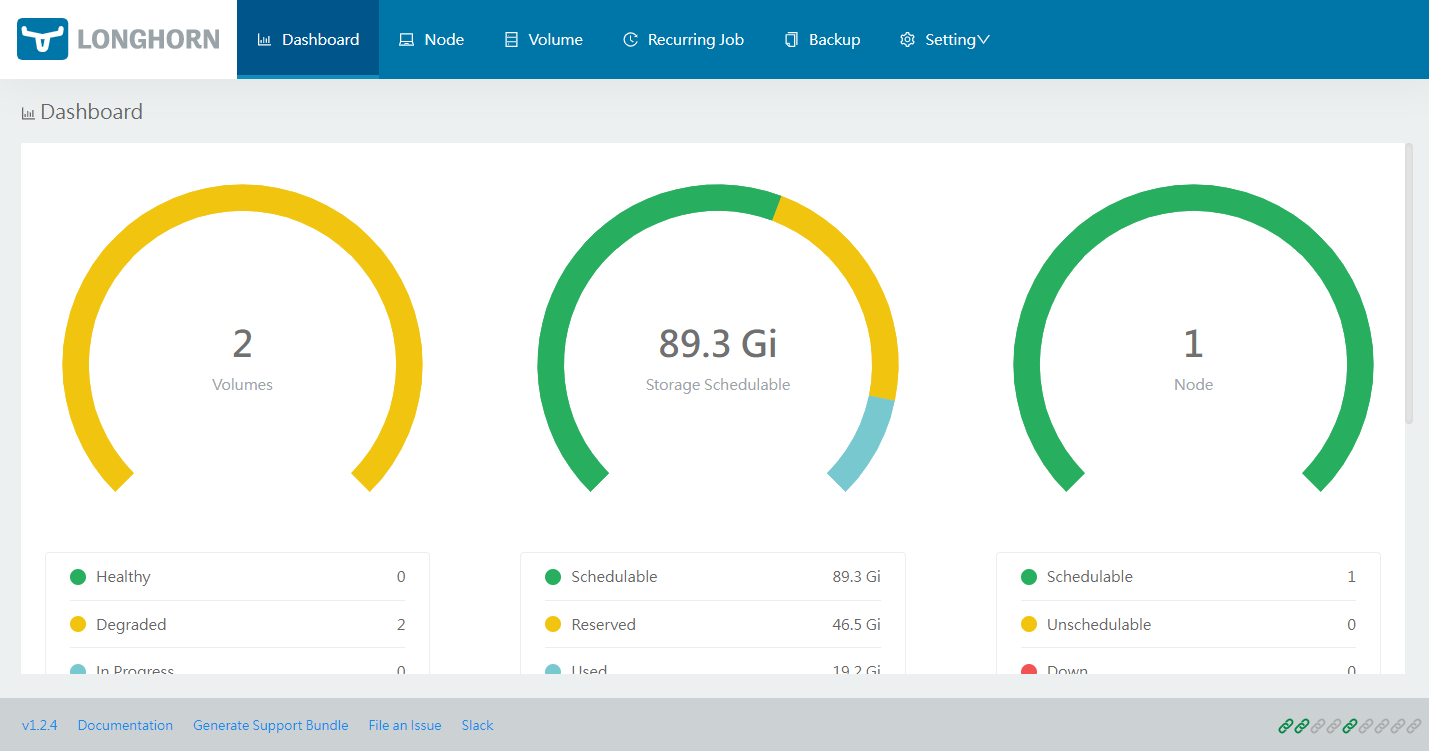 LONGHORN Dashboard Node Volume Recurring Job Backup Setting
Dashboard
2
Volumes
89.3 Gi
Storage Schedulable
1
Node
Healthy 0
Degraded 2
In Progress 0
Schedulable 89.3 Gi
Reserved 46.5 Gi
Used 19.2 Gi
Schedulable 1
Unschedulable 0
Down 0
v1.2.4 Documentation Generate Support Bundle File an Issue Slack